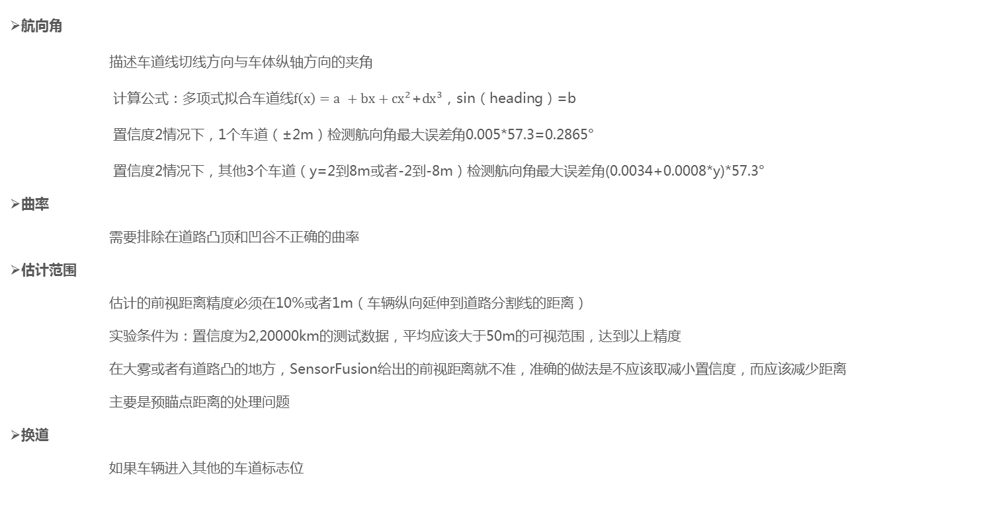 ➢航向角
描述车道线切线方向与车体纵轴方向的夹角
计算公式：多项式拟合车道线f(x) = a + bx + cx²+dx³，sin（heading）=b
置信度2情况下，1个车道（±2m）检测航向角最大误差角0.005*57.3=0.2865°
置信度2情况下，其他3个车道（y=2到8m或者-2到-8m）检测航向角最大误差角(0.0034+0.0008*y)*57.3°
➢曲率
需要排除在道路凸顶和凹谷不正确的曲率
➢估计范围
估计的前视距离精度必须在10%或者1m（车辆纵向延伸到道路分割线的距离）
实验条件为：置信度为2,20000km的测试数据，平均应该大于50m的可视范围，达到以上精度
在大雾或者有道路凸的地方，SensorFusion给出的前视距离就不准，准确的做法是不应该取减小置信度，而应该减少距离
主要是预瞄点距离的处理问题
➢换道
如果车辆进入其他的车道标志位